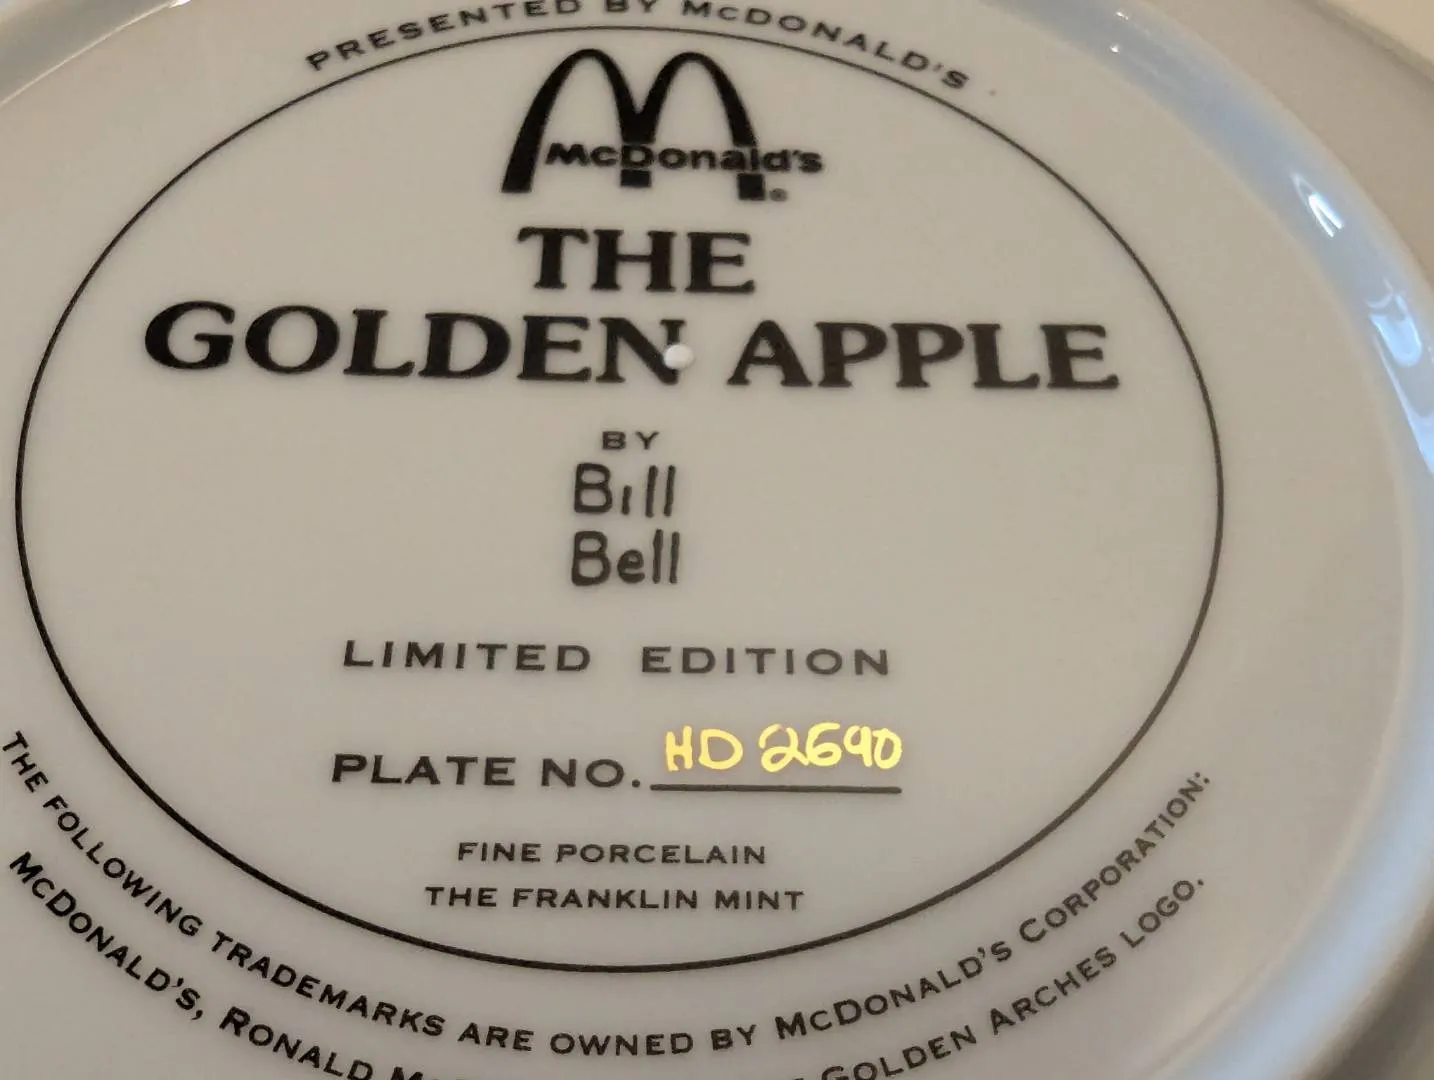 PRESENTED BY MCDONALD'S
McDonald's®
THE
GOLDEN APPLE
BY
Bill
Bell
LIMITED EDITION
PLATE NO. HD 2690
FINE PORCELAIN
THE FRANKLIN MINT
THE FOLLOWING TRADEMARKS ARE OWNED BY MCDONALD'S CORPORATION:
MCDONALD'S, RONALD GOLDEN ARCHES LOGO.